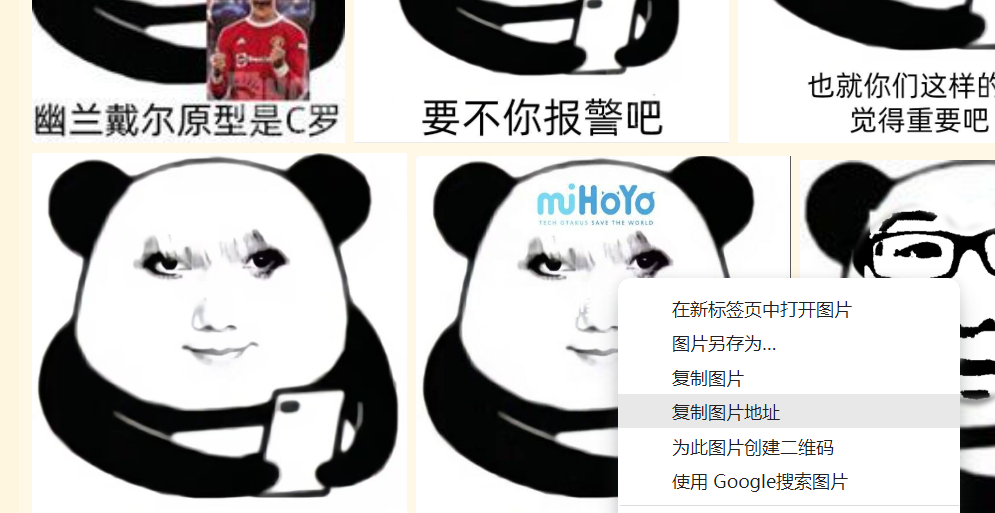 幽兰戴尔原型是C罗
要不你报警吧
也就你们这样的
觉得重要吧
miHoYo
TECH OTAKUS SAVE THE WORLD
在新标签页中打开图片
图片另存为...
复制图片
复制图片地址
为此图片创建二维码
使用 Google搜索图片